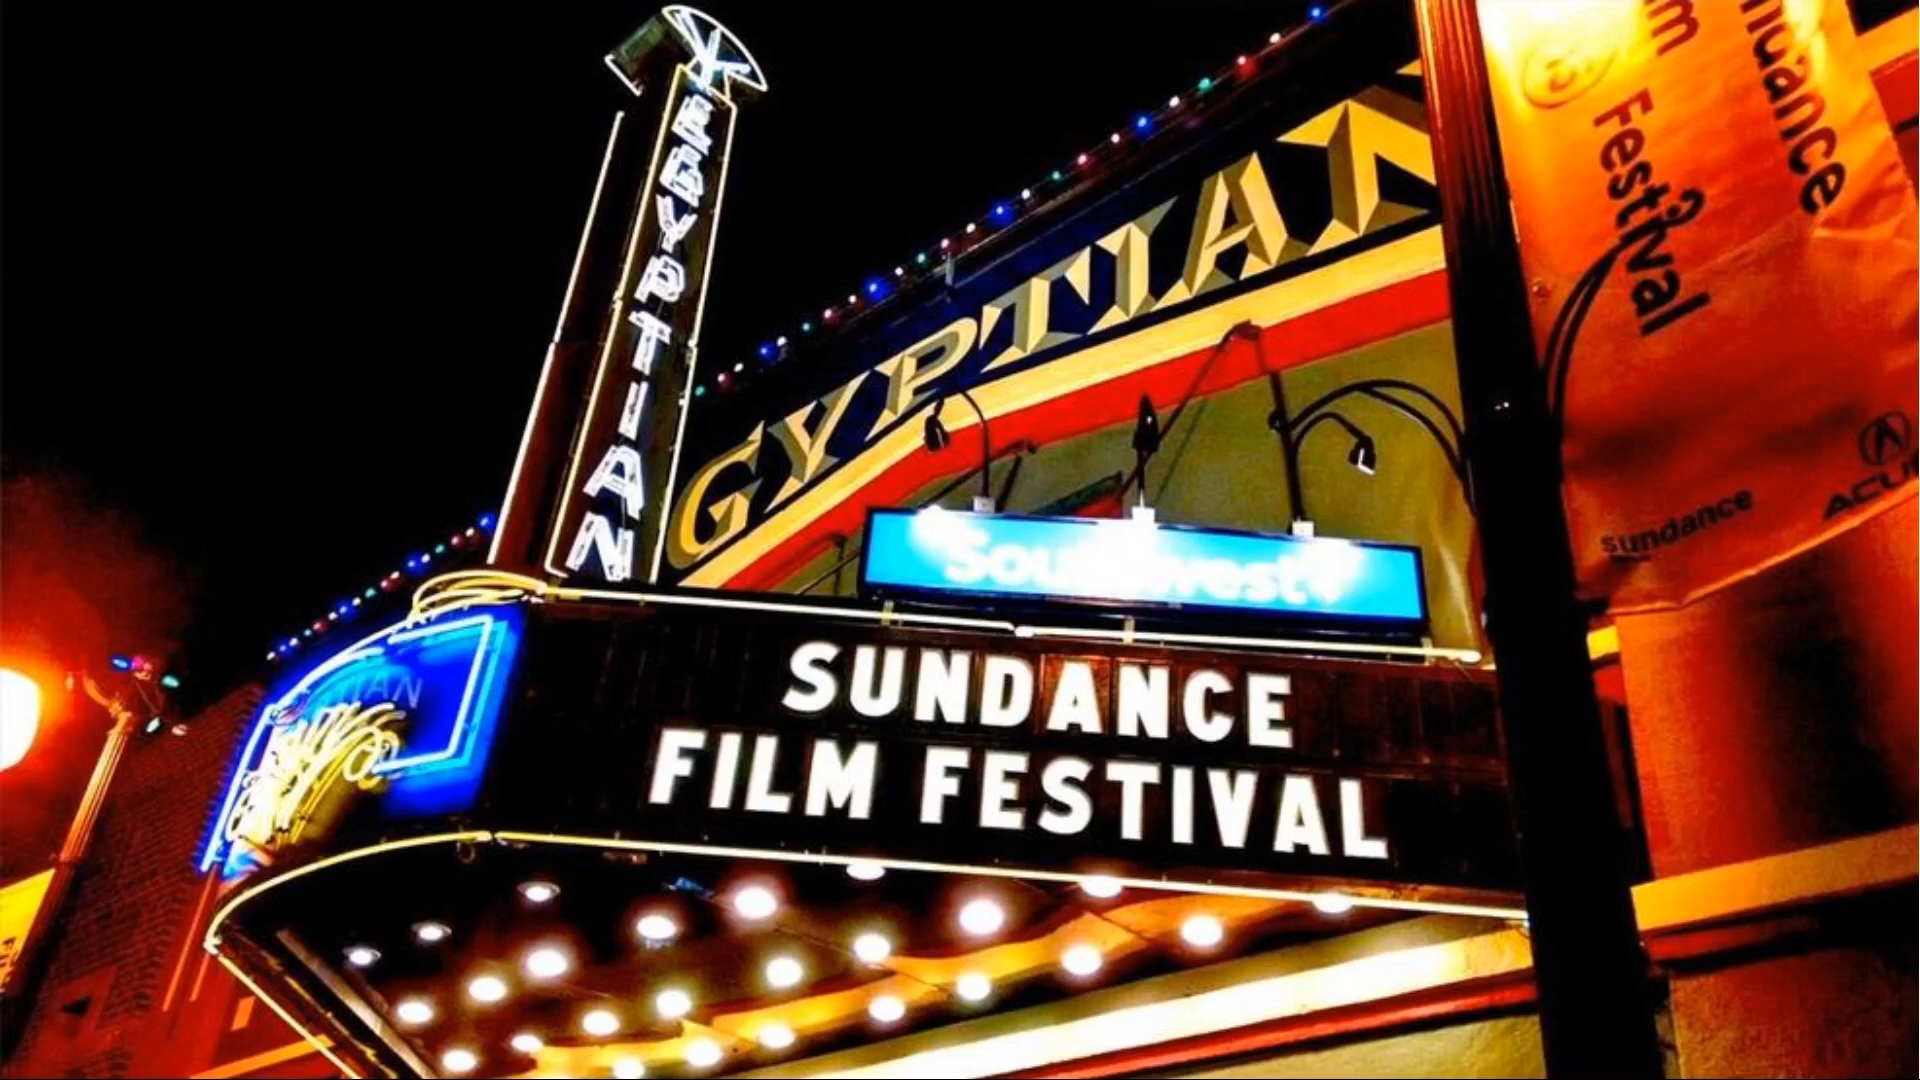 EGYPTIAN
GYPTIAN
Southwest
SUNDANCE
FILM FESTIVAL
Festival
sundance